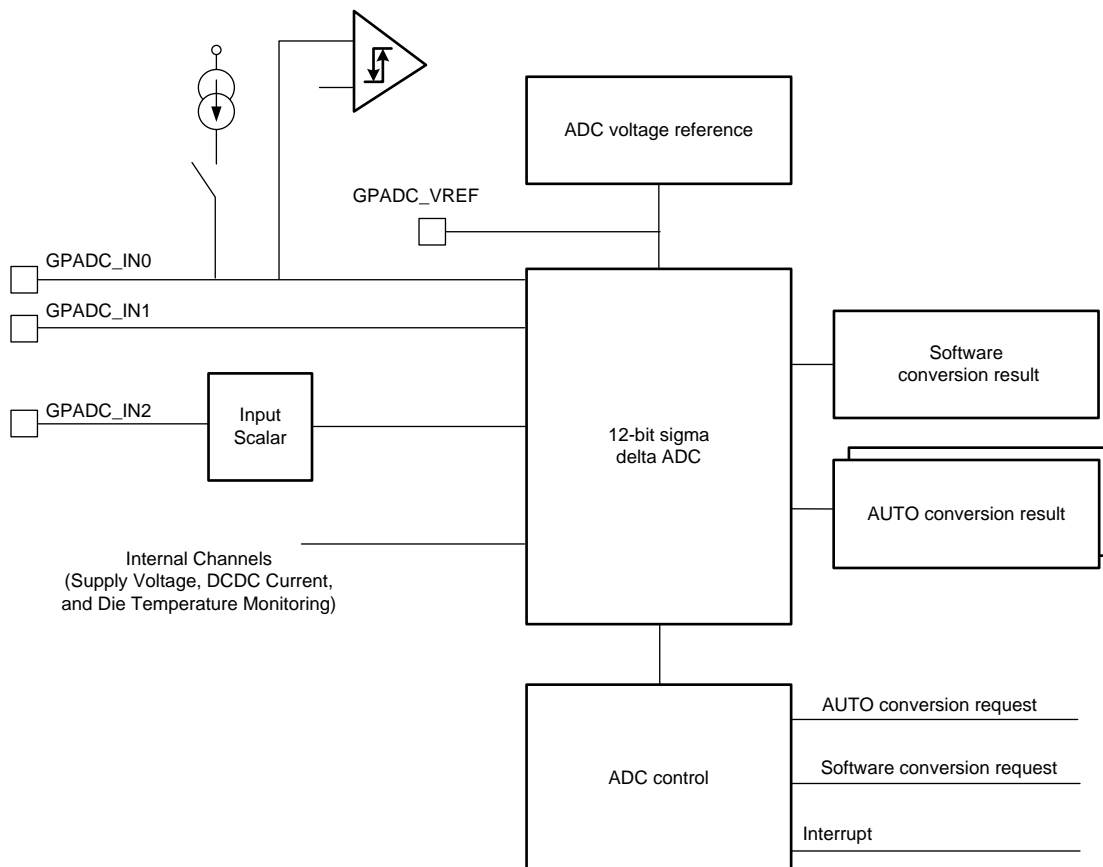 ADC voltage reference
GPADC_VREF
GPADC_IN0
GPADC_IN1
GPADC_IN2
Input
Scalar
12-bit sigma
delta ADC
Software
conversion result
AUTO conversion result
Internal Channels
(Supply Voltage, DCDC Current,
and Die Temperature Monitoring)
ADC control
AUTO conversion request
Software conversion request
Interrupt